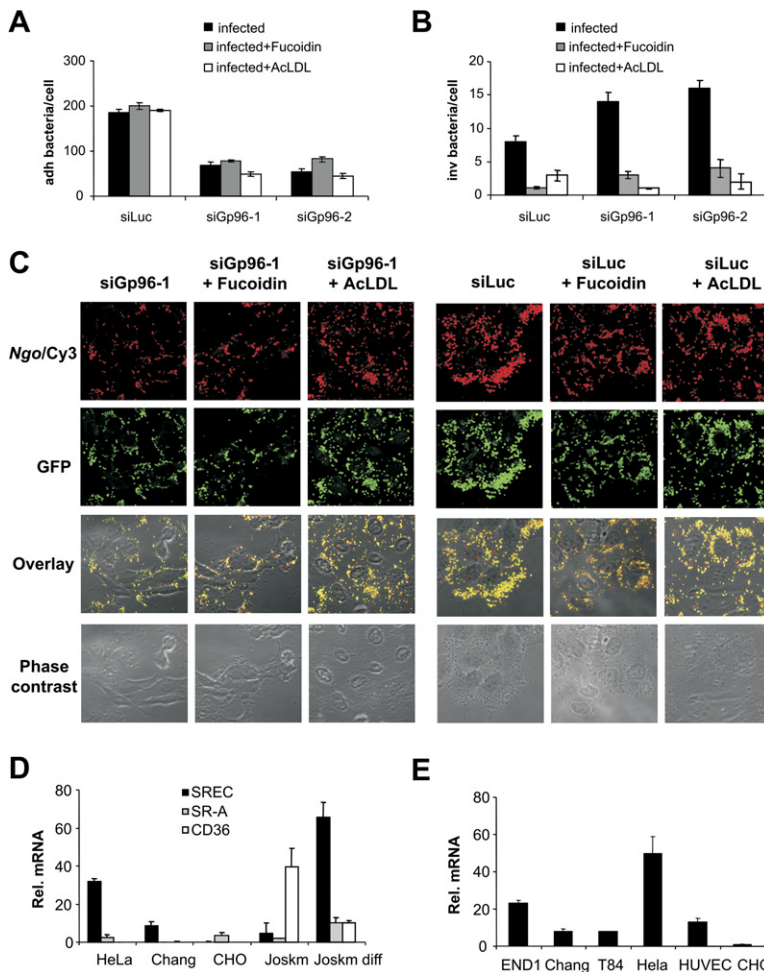 A
infected
infected+Fucoidin
infected+AcLDL
adh bacteria/cell
300
200
100
0
siLuc
siGp96-1
siGp96-2
B
infected
infected+Fucoidin
infected+AcLDL
inv bacteria/cell
20
15
10
5
0
siLuc
siGp96-1
siGp96-2
C
siGp96-1
siGp96-1 + Fucoidin
siGp96-1 + AcLDL
siLuc
siLuc + Fucoidin
siLuc + AcLDL
Ngo/Cy3
GFP
Overlay
Phase contrast
D
SREC
SR-A
CD36
Rel. mRNA
80
60
40
20
0
HeLa
Chang
CHO
Joskm
Joskm diff
E
Rel. mRNA
80
60
40
20
0
END1
Chang
T84
Hela
HUVEC
CHO